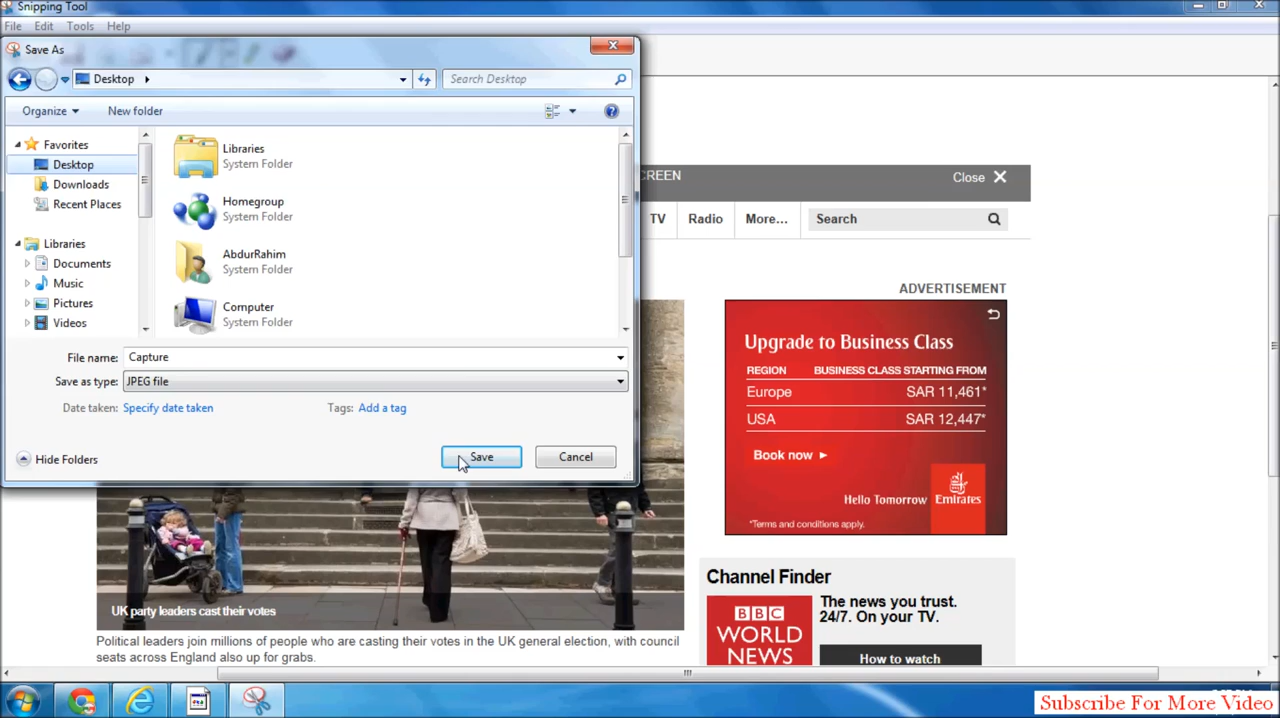 Snipping Tool
File Edit Tools Help
Save As
Desktop
Search Desktop
Organize
New folder
Favorites
Desktop
Downloads
Recent Places
Libraries
Documents
Music
Pictures
Videos
Libraries
System Folder
Homegroup
System Folder
AbdurRahim
System Folder
Computer
System Folder
File name: Capture
Save as type: JPEG file
Date taken: Specify date taken
Tags: Add a tag
Hide Folders
Save
Cancel
CREEN
Close
TV Radio More... Search
ADVERTISEMENT
Upgrade to Business Class
REGION BUSINESS CLASS STARTING FROM
Europe SAR 11,461*
USA SAR 12,447*
Book now
Hello Tomorrow
Emirates
*Terms and conditions apply.
UK party leaders cast their votes
Political leaders join millions of people who are casting their votes in the UK general election, with council
seats across England also up for grabs.
Channel Finder
BBC
WORLD
NEWS
The news you trust.
24/7. On your TV.
How to watch
Subscribe For More Video